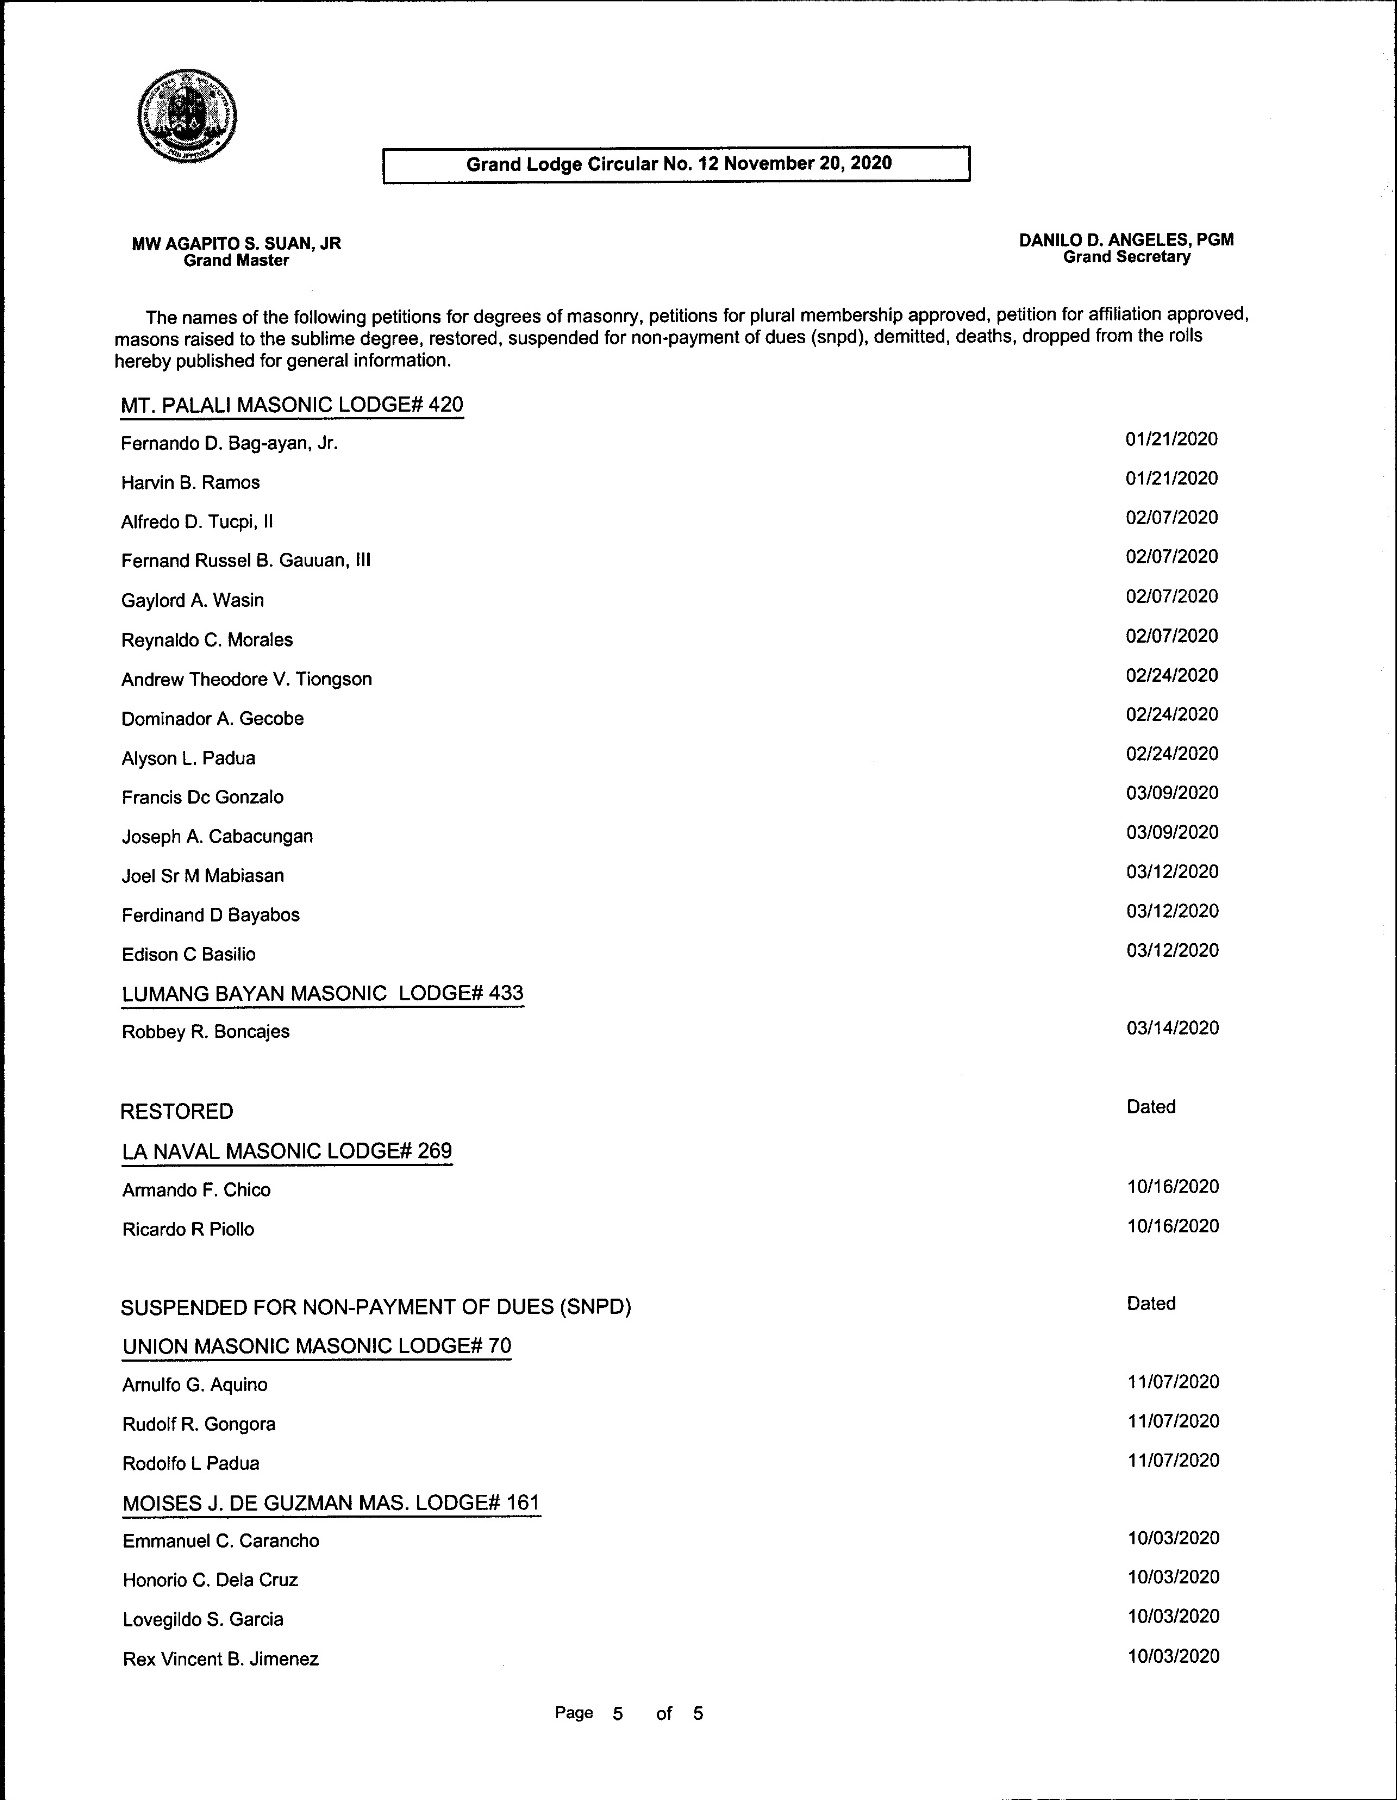 Grand Lodge Circular No. 12 November 20, 2020
MW AGAPITO S. SUAN, JR
Grand Master
DANILO D. ANGELES, PGM
Grand Secretary
The names of the following petitions for degrees of masonry, petitions for plural membership approved, petition for affiliation approved,
masons raised to the sublime degree, restored, suspended for non-payment of dues (snpd), demitted, deaths, dropped from the rolls
hereby published for general information.
MT. PALALI MASONIC LODGE# 420
Fernando D. Bag-ayan, Jr. 01/21/2020
Harvin B. Ramos 01/21/2020
Alfredo D. Tucpi, II 02/07/2020
Fernand Russel B. Gauuan, III 02/07/2020
Gaylord A. Wasin 02/07/2020
Reynaldo C. Morales 02/07/2020
Andrew Theodore V. Tiongson 02/24/2020
Dominador A. Gecobe 02/24/2020
Alyson L. Padua 02/24/2020
Francis Dc Gonzalo 03/09/2020
Joseph A. Cabacungan 03/09/2020
Joel Sr M Mabiasan 03/12/2020
Ferdinand D Bayabos 03/12/2020
Edison C Basilio 03/12/2020
LUMANG BAYAN MASONIC LODGE# 433
Robbey R. Boncajes 03/14/2020
RESTORED Dated
LA NAVAL MASONIC LODGE# 269
Armando F. Chico 10/16/2020
Ricardo R Piollo 10/16/2020
SUSPENDED FOR NON-PAYMENT OF DUES (SNPD) Dated
UNION MASONIC MASONIC LODGE# 70
Arnulfo G. Aquino 11/07/2020
Rudolf R. Gongora 11/07/2020
Rodolfo L Padua 11/07/2020
MOISES J. DE GUZMAN MAS. LODGE# 161
Emmanuel C. Carancho 10/03/2020
Honorio C. Dela Cruz 10/03/2020
Lovegildo S. Garcia 10/03/2020
Rex Vincent B. Jimenez 10/03/2020
Page 5 of 5